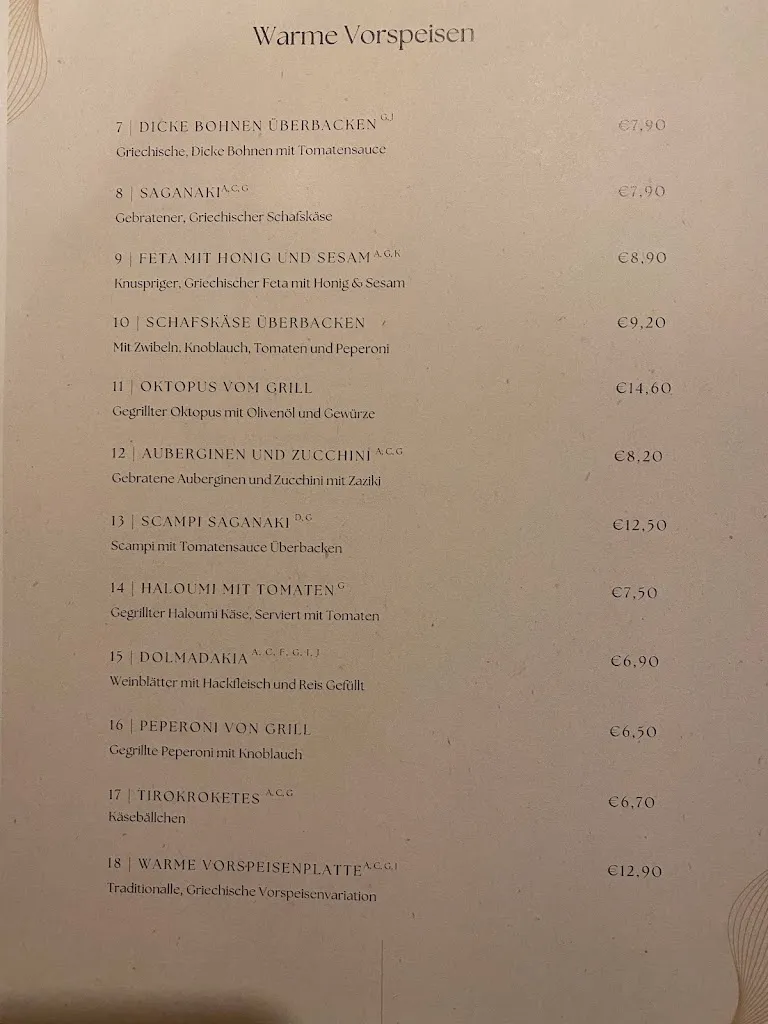 Warme Vorspeisen
7 | DICKE BOHNEN ÜBERBACKEN G,J €7,90
Griechische, Dicke Bohnen mit Tomatensauce
8 | SAGANAKI A,C,G €7,90
Gebratener, Griechischer Schafskäse
9 | FETA MIT HONIG UND SESAM A,G,K €8,90
Knuspriger, Griechischer Feta mit Honig & Sesam
10 | SCHAFSKÄSE ÜBERBACKEN €9,20
Mit Zwibeln, Knoblauch, Tomaten und Peperoni
11 | OKTOPUS VOM GRILL €14,60
Gegrillter Oktopus mit Olivenöl und Gewürze
12 | AUBERGINEN UND ZUCCHINI A,C,G €8,20
Gebratene Auberginen und Zucchini mit Zaziki
13 | SCAMPI SAGANAKI D,G €12,50
Scampi mit Tomatensauce Überbacken
14 | HALOUMI MIT TOMATEN G €7,50
Gegrillter Haloumi Käse, Serviert mit Tomaten
15 | DOLMADAKIA A, C, F, G, I, J €6,90
Weinblätter mit Hackfleisch und Reis Gefüllt
16 | PEPERONI VON GRILL €6,50
Gegrillte Peperoni mit Knoblauch
17 | TIROKROKETES A,C,G €6,70
Käsebällchen
18 | WARME VORSPEISENPLATTE A,C,G,I €12,90
Traditionalle, Griechische Vorspeisenvariation